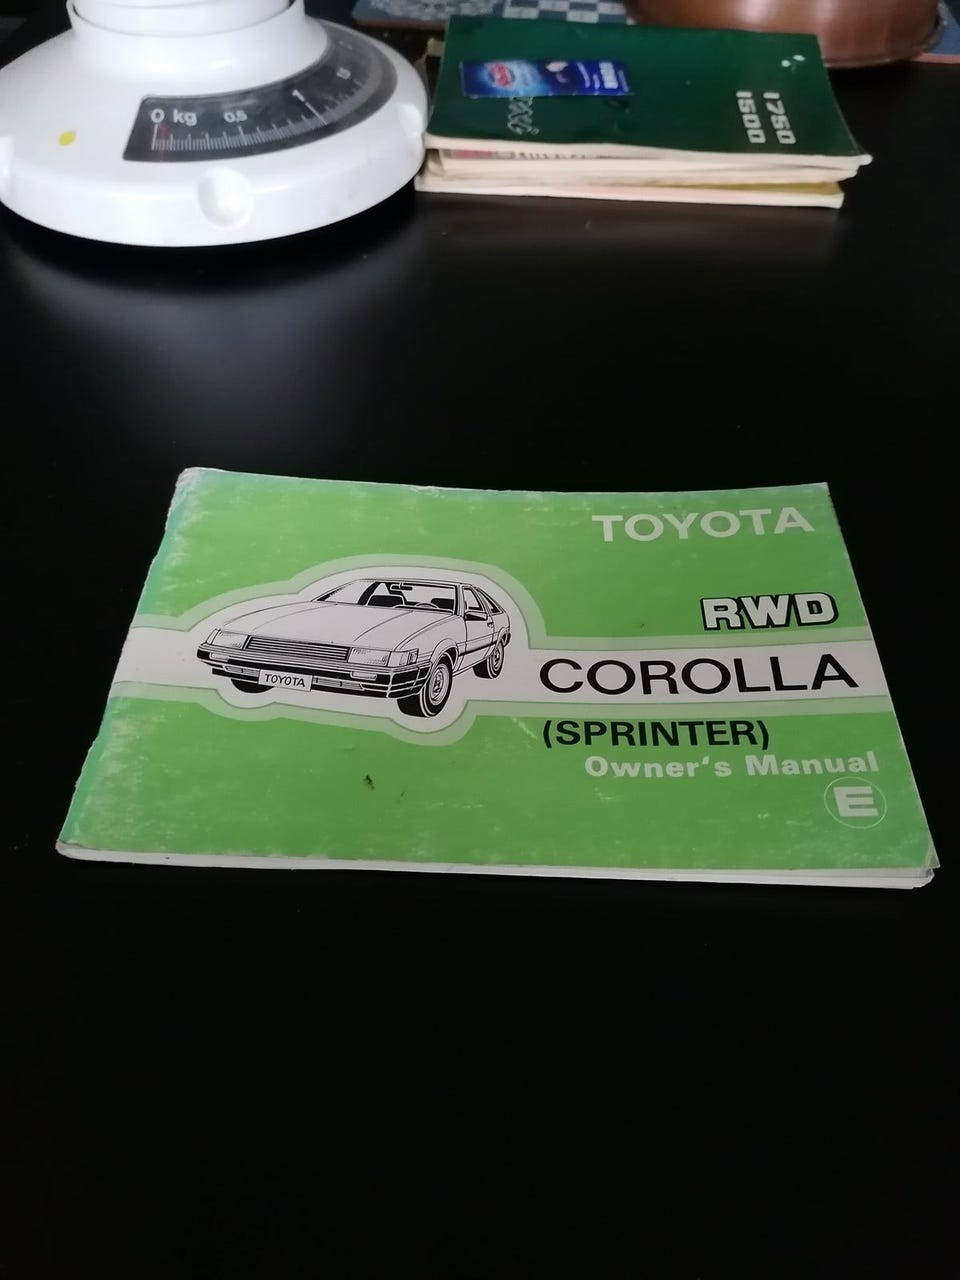 0 kg 0.5 1
1750
1500
TOYOTA
RWD
COROLLA
(SPRINTER)
Owner's Manual
E
TOYOTA